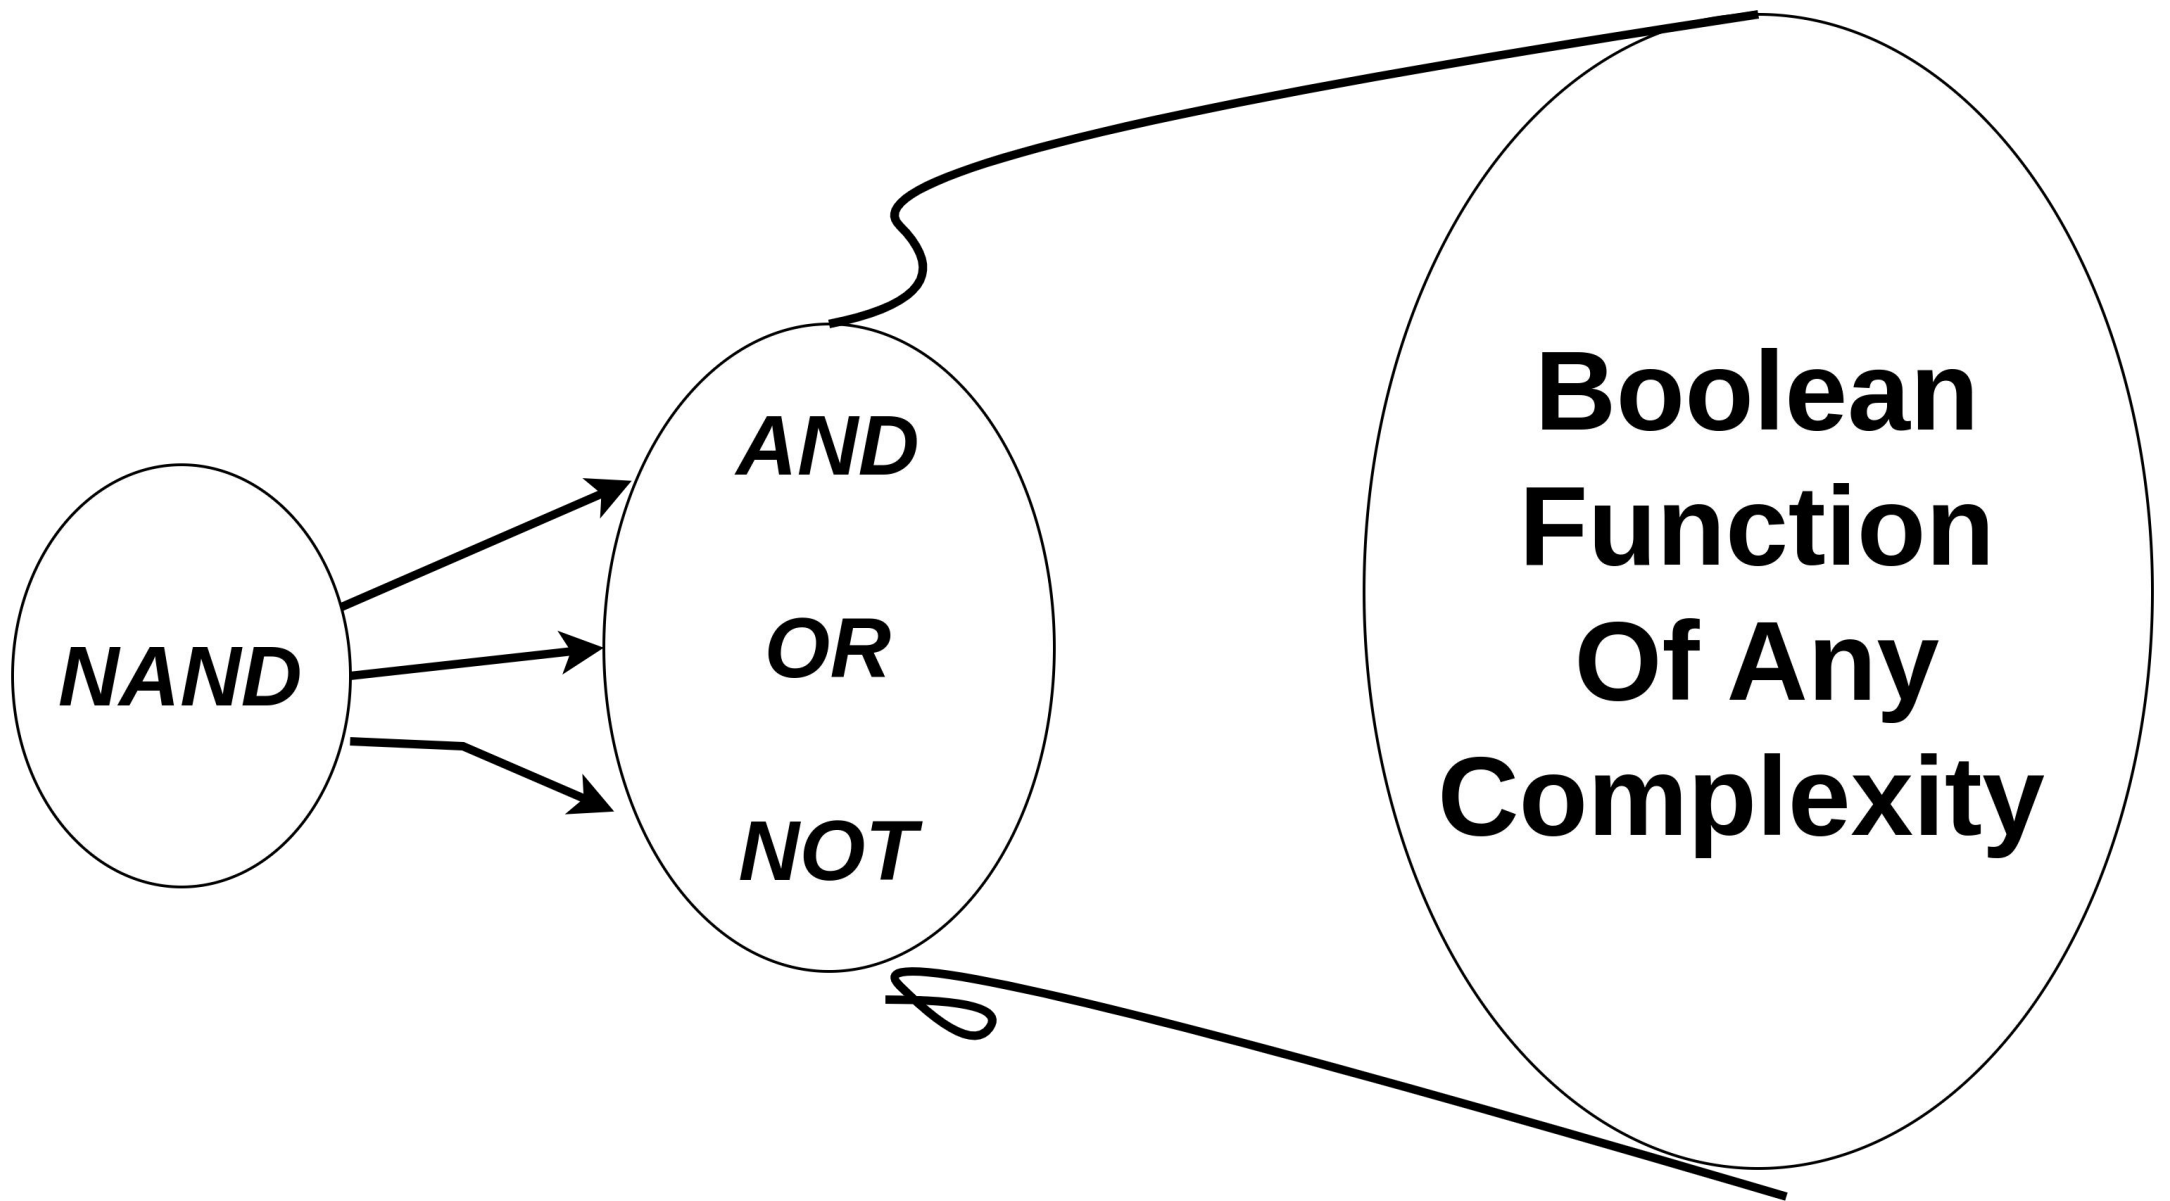 NAND
AND
OR
NOT
Boolean
Function
Of Any
Complexity